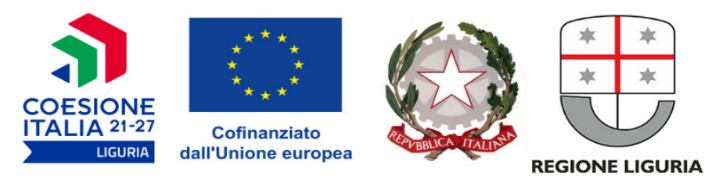 COESIONE
ITALIA 21-27
LIGURIA
Cofinanziato
dall'Unione europea
REPVBBLICA ITALIANA
REGIONE LIGURIA